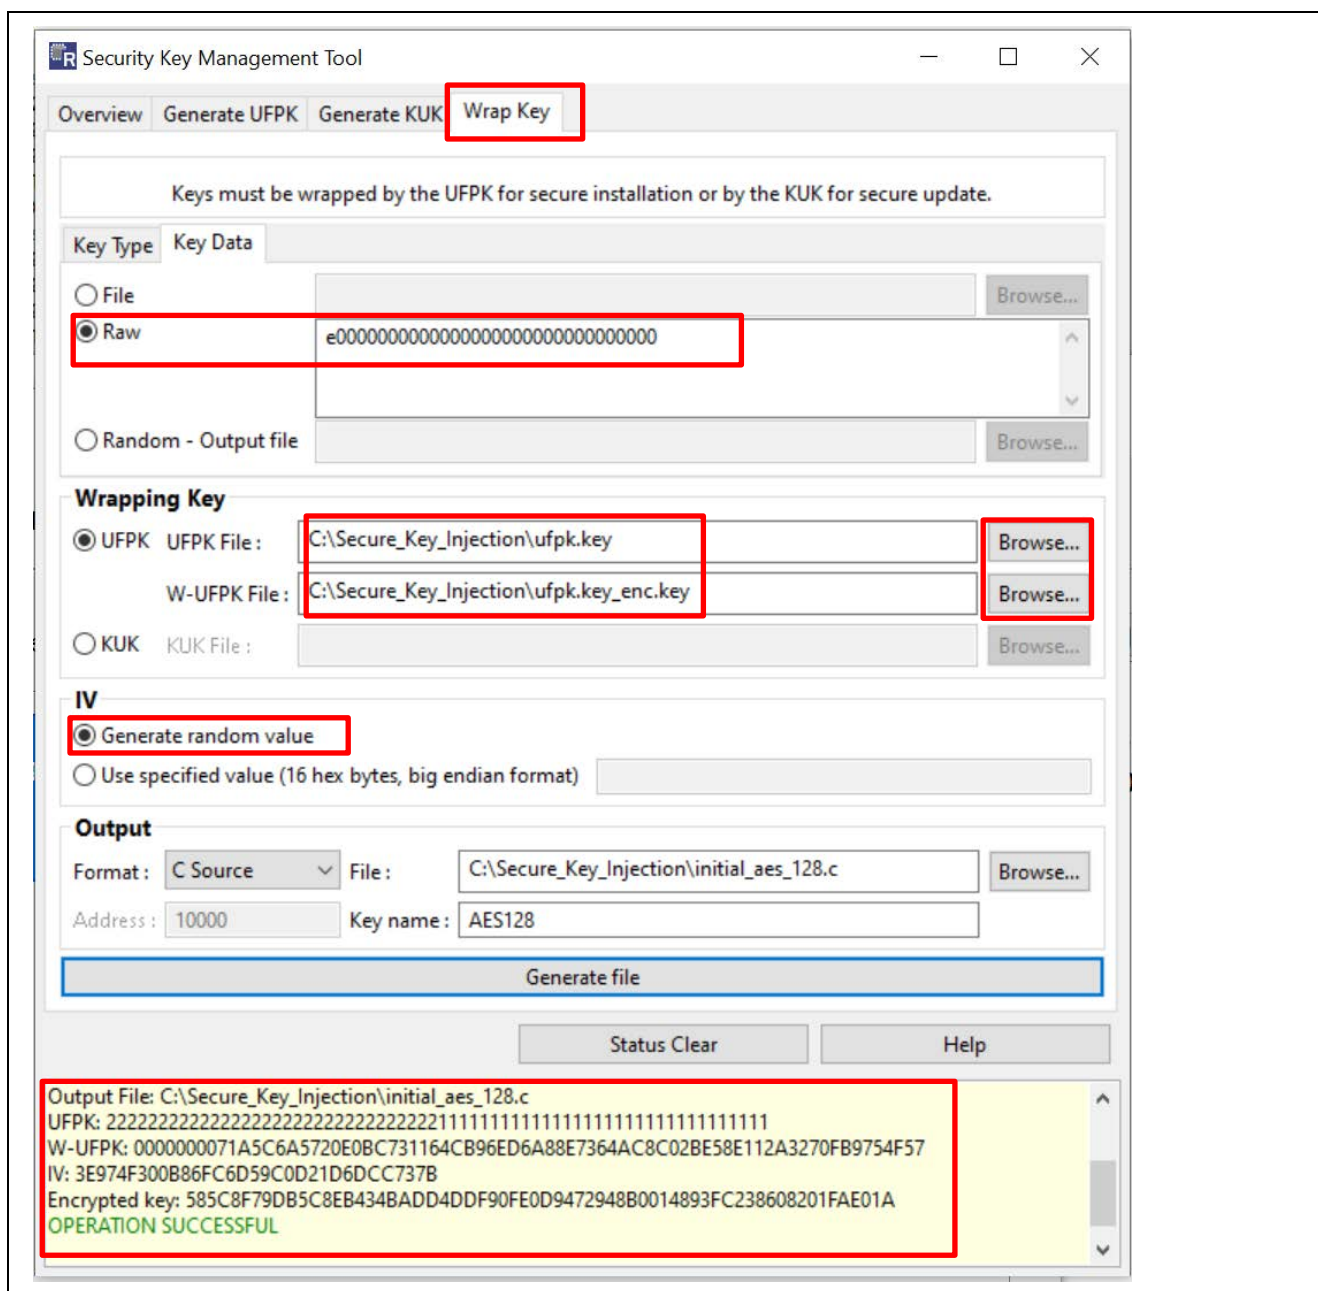 Security Key Management Tool
Overview Generate UFPK Generate KUK Wrap Key
Keys must be wrapped by the UFPK for secure installation or by the KUK for secure update.
Key Type Key Data
File Browse...
Raw e0000000000000000000000000000000
Random - Output file Browse...
Wrapping Key
UFPK UFPK File : C:\Secure_Key_Injection\ufpk.key Browse...
W-UFPK File : C:\Secure_Key_Injection\ufpk.key_enc.key Browse...
KUK KUK File : Browse...
IV
Generate random value
Use specified value (16 hex bytes, big endian format)
Output
Format : C Source File : C:\Secure_Key_Injection\initial_aes_128.c Browse...
Address : 10000 Key name : AES128
Generate file
Status Clear Help
Output File: C:\Secure_Key_Injection\initial_aes_128.c
UFPK: 2222222222222222222222222222222211111111111111111111111111111111
W-UFPK: 0000000071A5C6A5720E0BC731164CB96ED6A88E7364AC8C02BE58E112A3270FB9754F57
IV: 3E974F300B86FC6D59C0D21D6DCC737B
Encrypted key: 585C8F79DB5C8EB434BADD4DDF90FE0D9472948B0014893FC238608201FAE01A
OPERATION SUCCESSFUL